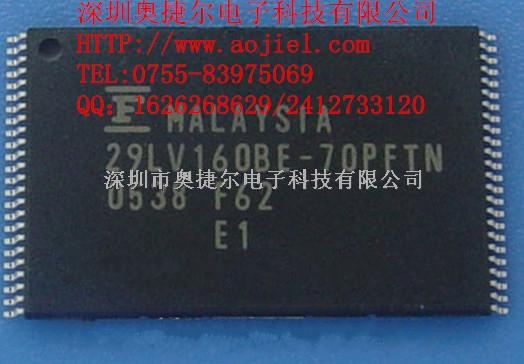 深圳奥捷尔电子科技有限公司
HTTP://www.aojiel.com
TEL:0755-83975069
QQ：1626268629/2412733120
MALAYSIA
29LV160BE-70PFTN
深圳市奥捷尔电子科技有限公司
0538 F62
E1